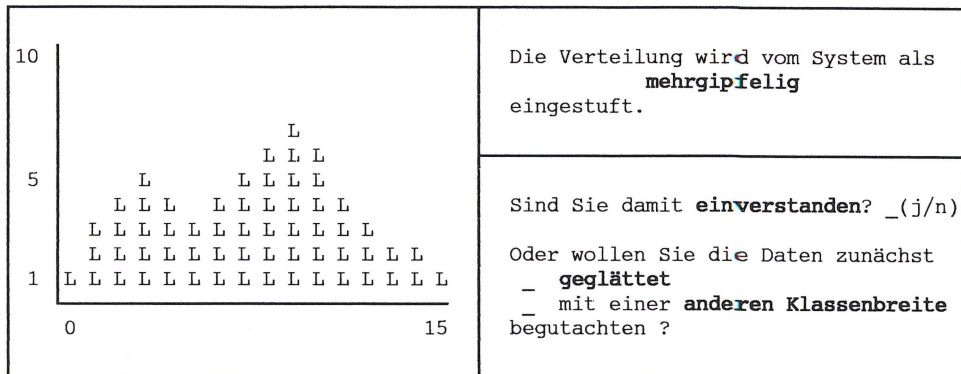 10
L
L L L
5 L L L L L
L L L L L L L L L
L L L L L L L L L L L L
L L L L L L L L L L L L L L
1 L L L L L L L L L L L L L L L L
0 15
Die Verteilung wird vom System als
mehrgipfelig
eingestuft.
Sind Sie damit einverstanden? _(j/n)
Oder wollen Sie die Daten zunächst
_ geglättet
_ mit einer anderen Klassenbreite
begutachten ?